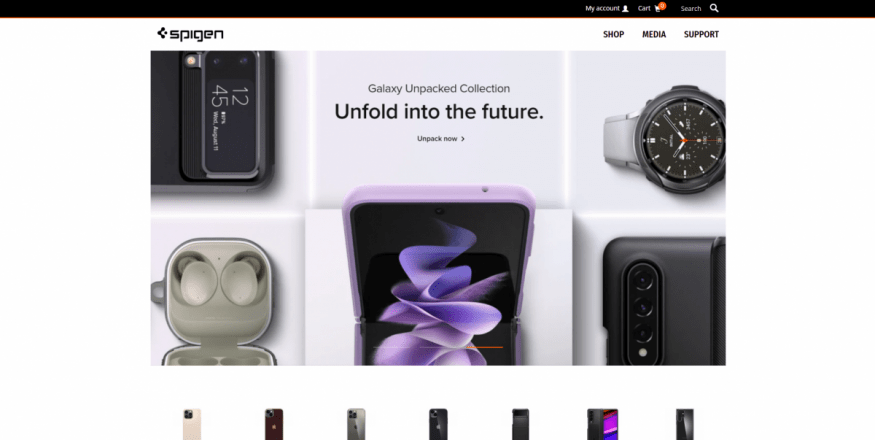 My account
Cart 0
Search
spigen
SHOP
MEDIA
SUPPORT
Galaxy Unpacked Collection
Unfold into the future.
Unpack now
12
45
Wed, August 11